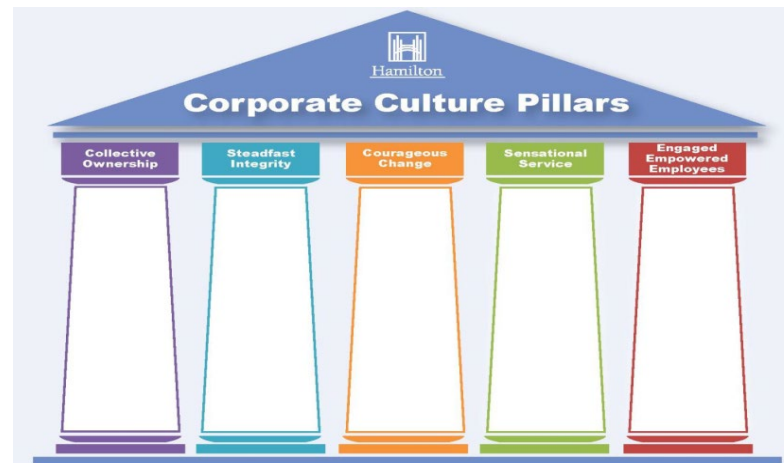 Hamilton
Corporate Culture Pillars
Collective
Ownership
Steadfast
Integrity
Courageous
Change
Sensational
Service
Engaged
Empowered
Employees